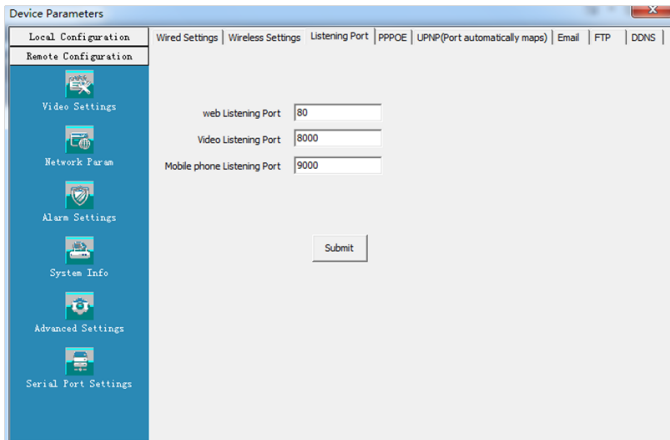 Device Parameters
Local Configuration
Remote Configuration
Video Settings
Network Param
Alarm Settings
System Info
Advanced Settings
Serial Port Settings
Wired Settings Wireless Settings Listening Port PPPOE UPNP(Port automatically maps) Email FTP DDNS
web Listening Port 80
Video Listening Port 8000
Mobile phone Listening Port 9000
Submit